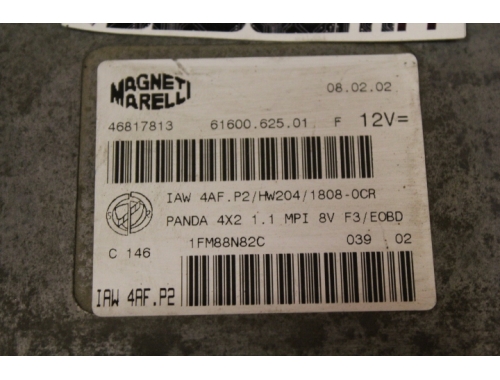 MAGNETI MARELLI
08.02.02
46817813 61600.625.01 F 12V=
IAW 4AF.P2/HW204/1808-0CR
PANDA 4X2 1.1 MPI 8V F3/EOBD
C 146 1FM88N82C 039 02
IAW 4AF.P2